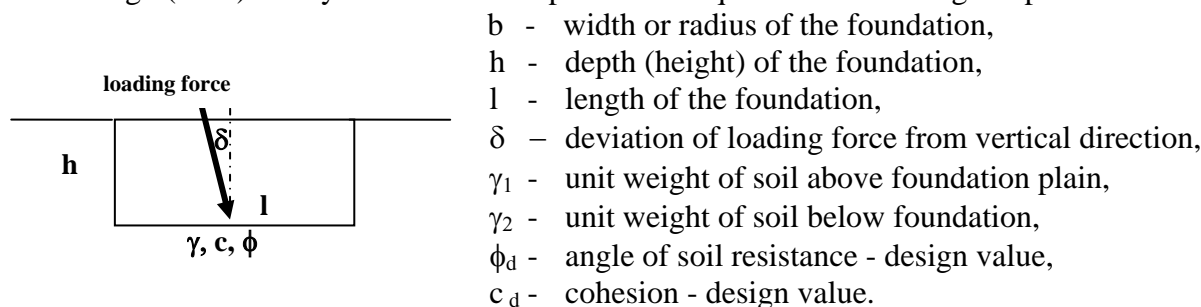 b - width or radius of the foundation,
h - depth (height) of the foundation,
l - length of the foundation,
δ – deviation of loading force from vertical direction,
γ₁ - unit weight of soil above foundation plain,
γ₂ - unit weight of soil below foundation,
ϕd - angle of soil resistance - design value,
c d - cohesion - design value.
loading force
δ
h
l
γ, c, ϕ